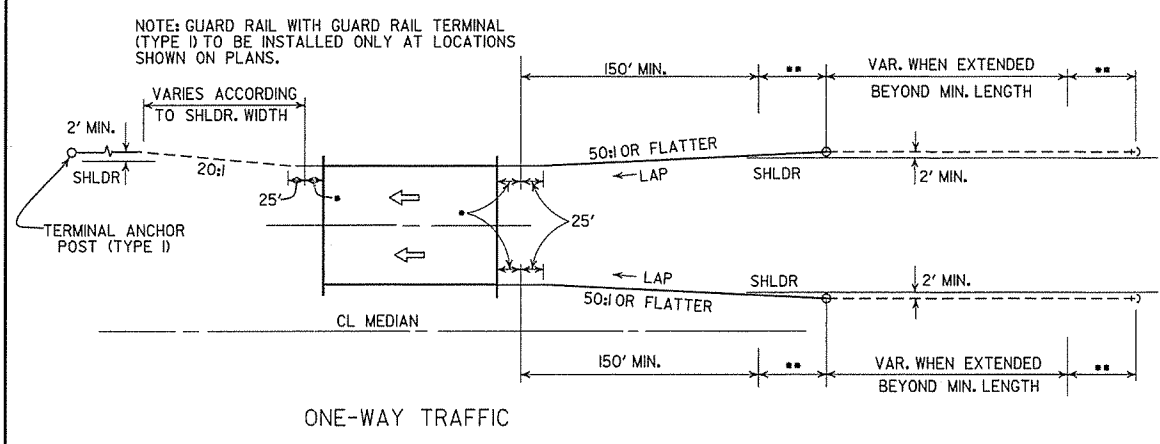 NOTE: GUARD RAIL WITH GUARD RAIL TERMINAL
(TYPE I) TO BE INSTALLED ONLY AT LOCATIONS
SHOWN ON PLANS.
150' MIN.
**
VAR. WHEN EXTENDED
BEYOND MIN. LENGTH
**
VARIES ACCORDING
TO SHLDR. WIDTH
2' MIN.
SHLDR
20:1
50:1 OR FLATTER
LAP
SHLDR
2' MIN.
25'
*
*
25'
TERMINAL ANCHOR
POST (TYPE I)
LAP
SHLDR
2' MIN.
50:1 OR FLATTER
CL MEDIAN
150' MIN.
**
VAR. WHEN EXTENDED
BEYOND MIN. LENGTH
**
ONE-WAY TRAFFIC